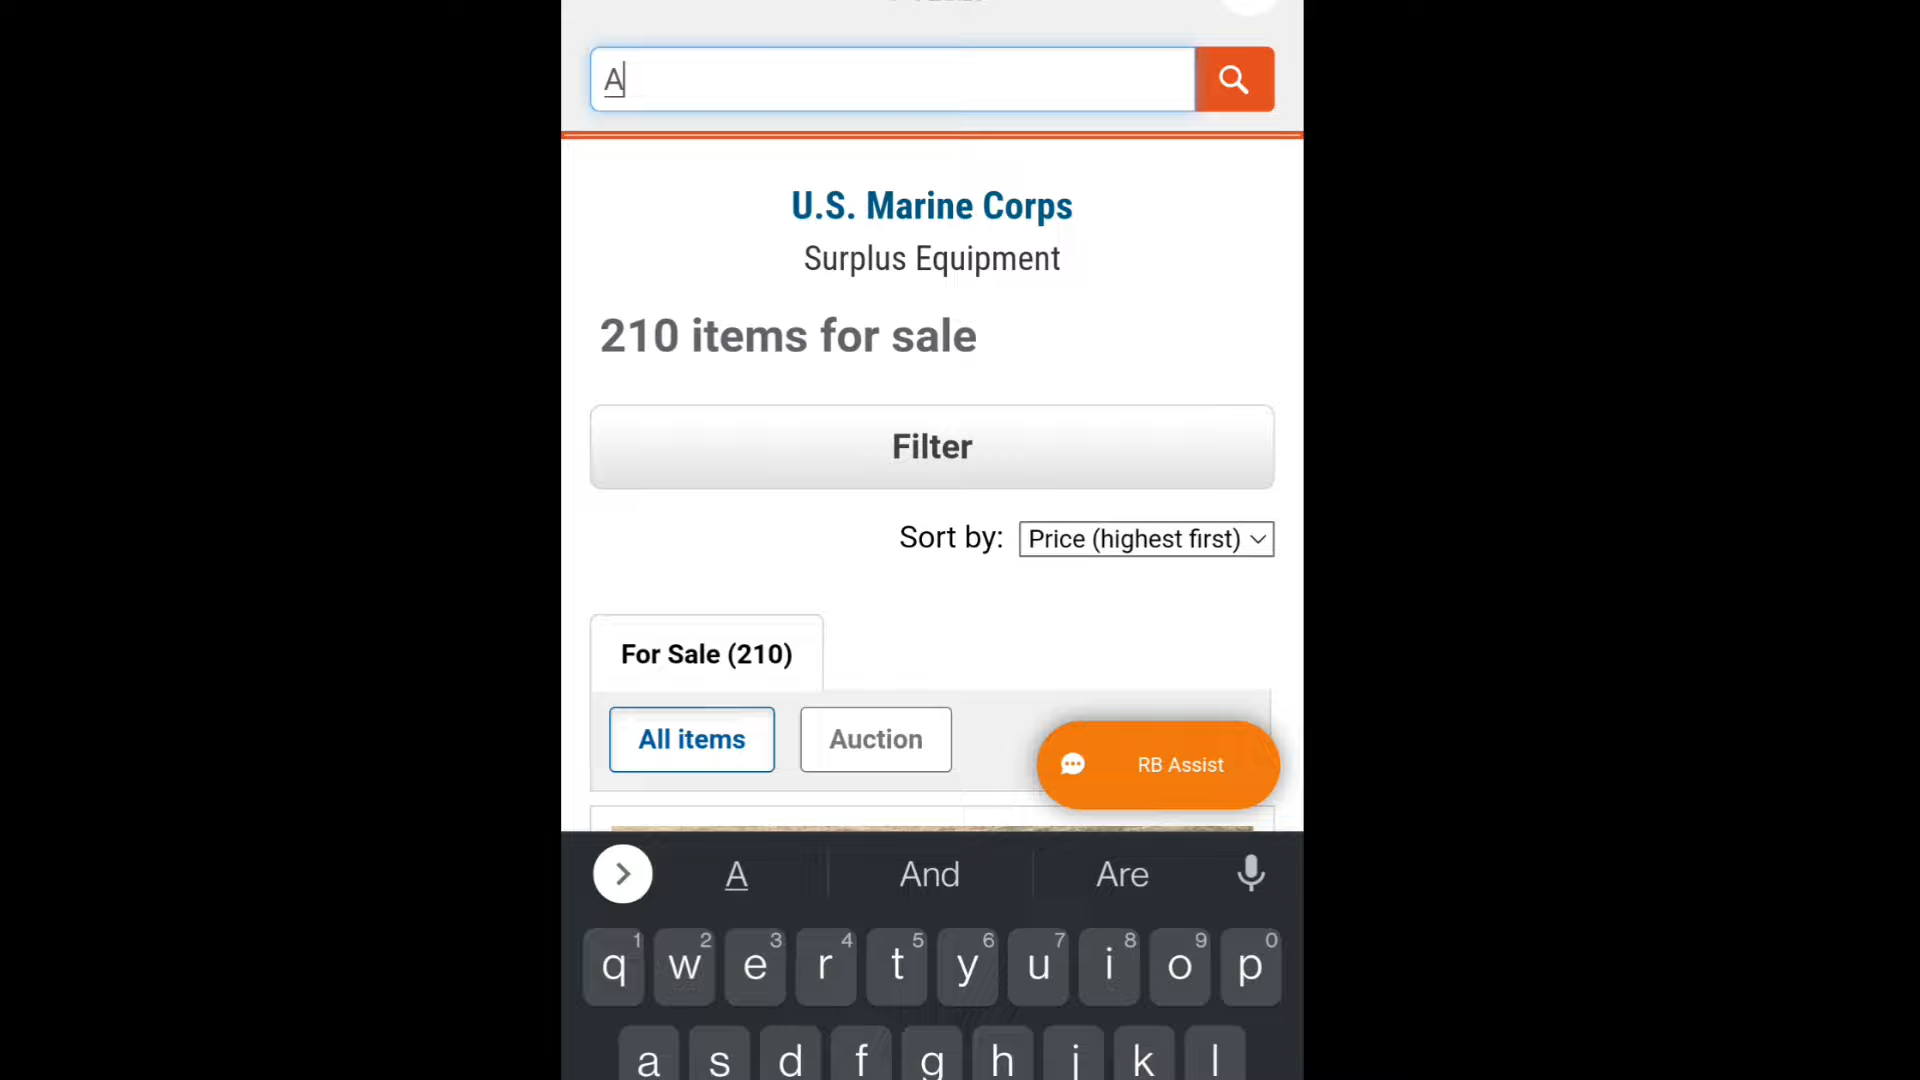 A
U.S. Marine Corps
Surplus Equipment
210 items for sale
Filter
Sort by: Price (highest first)
For Sale (210)
All items Auction
RB Assist
A And Are
1 2 3 4 5 6 7 8 9 0
q w e r t y u i o p
a s d f g h j k l